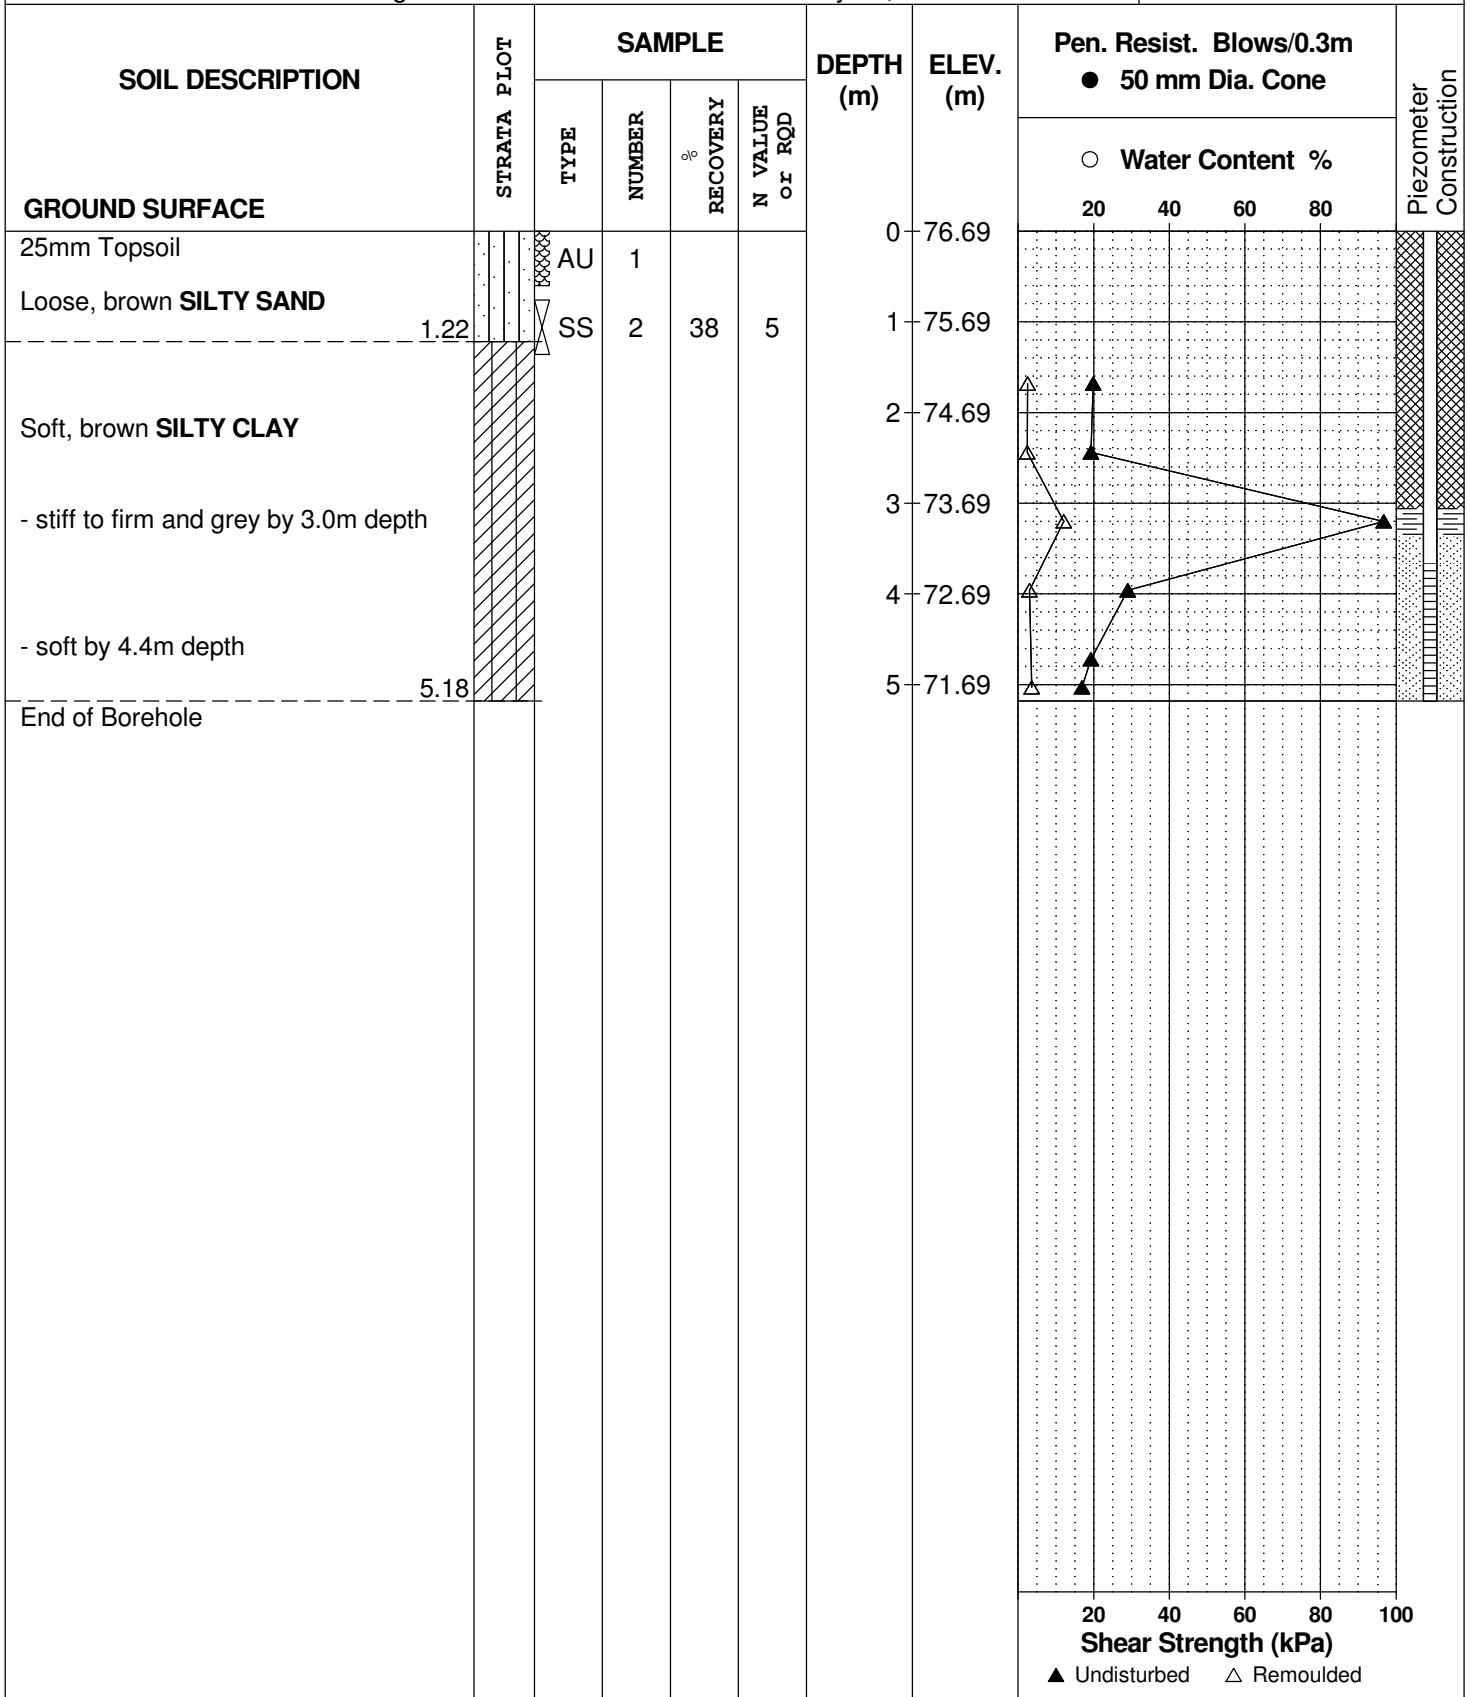 SOIL DESCRIPTION
GROUND SURFACE
STRATA PLOT
SAMPLE
TYPE
NUMBER
%
RECOVERY
N VALUE
or RQD
DEPTH
(m)
ELEV.
(m)
Pen. Resist. Blows/0.3m
● 50 mm Dia. Cone
○ Water Content %
20 40 60 80
Piezometer
Construction
0 76.69
25mm Topsoil
AU 1
Loose, brown SILTY SAND
1.22
SS 2 38 5
1 75.69
2 74.69
Soft, brown SILTY CLAY
3 73.69
- stiff to firm and grey by 3.0m depth
4 72.69
- soft by 4.4m depth
5 71.69
5.18
End of Borehole
20 40 60 80 100
Shear Strength (kPa)
▲ Undisturbed △ Remoulded